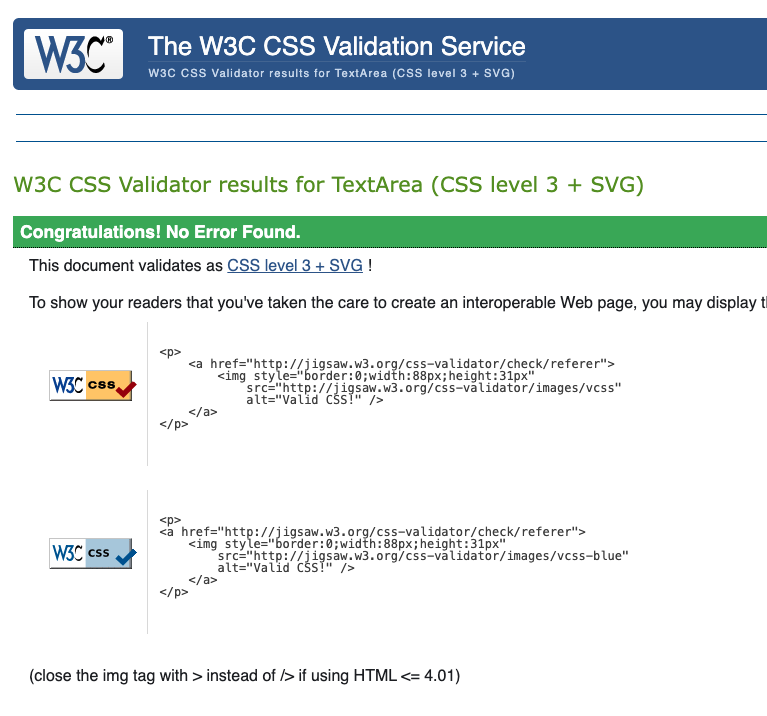 W3C®
The W3C CSS Validation Service
W3C CSS Validator results for TextArea (CSS level 3 + SVG)
W3C CSS Validator results for TextArea (CSS level 3 + SVG)
Congratulations! No Error Found.
This document validates as CSS level 3 + SVG !
To show your readers that you've taken the care to create an interoperable Web page, you may display
W3C css
<p>
    <a href="http://jigsaw.w3.org/css-validator/check/referer">
        <img style="border:0;width:88px;height:31px"
            src="http://jigsaw.w3.org/css-validator/images/vcss"
            alt="Valid CSS!" />
    </a>
</p>
W3C css
<p>
<a href="http://jigsaw.w3.org/css-validator/check/referer">
    <img style="border:0;width:88px;height:31px"
        src="http://jigsaw.w3.org/css-validator/images/vcss-blue"
        alt="Valid CSS!" />
    </a>
</p>
(close the img tag with > instead of /> if using HTML <= 4.01)